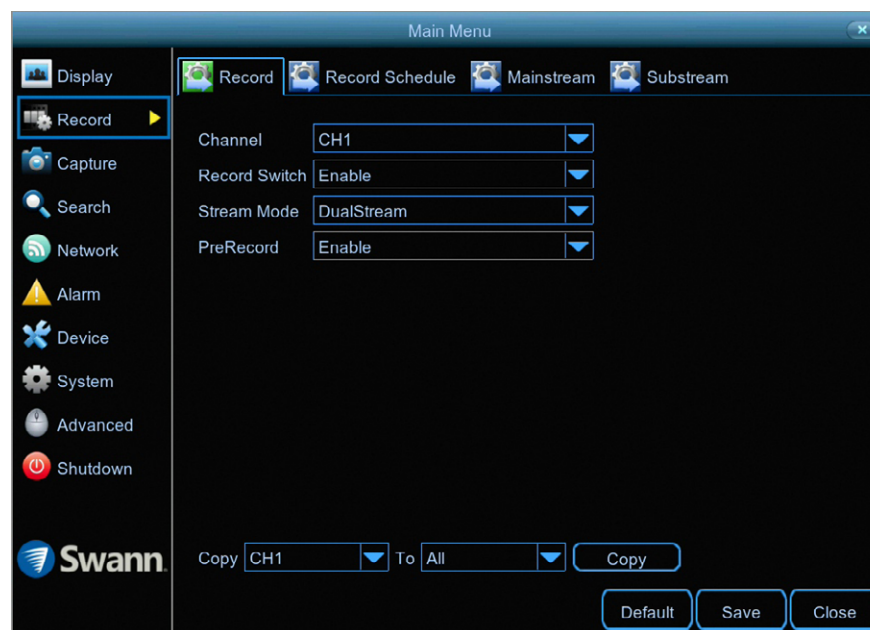 Main Menu
Display
Record
Capture
Search
Network
Alarm
Device
System
Advanced
Shutdown
Swann
Record Record Schedule Mainstream Substream
Channel CH1
Record Switch Enable
Stream Mode DualStream
PreRecord Enable
Copy CH1 To All Copy
Default Save Close